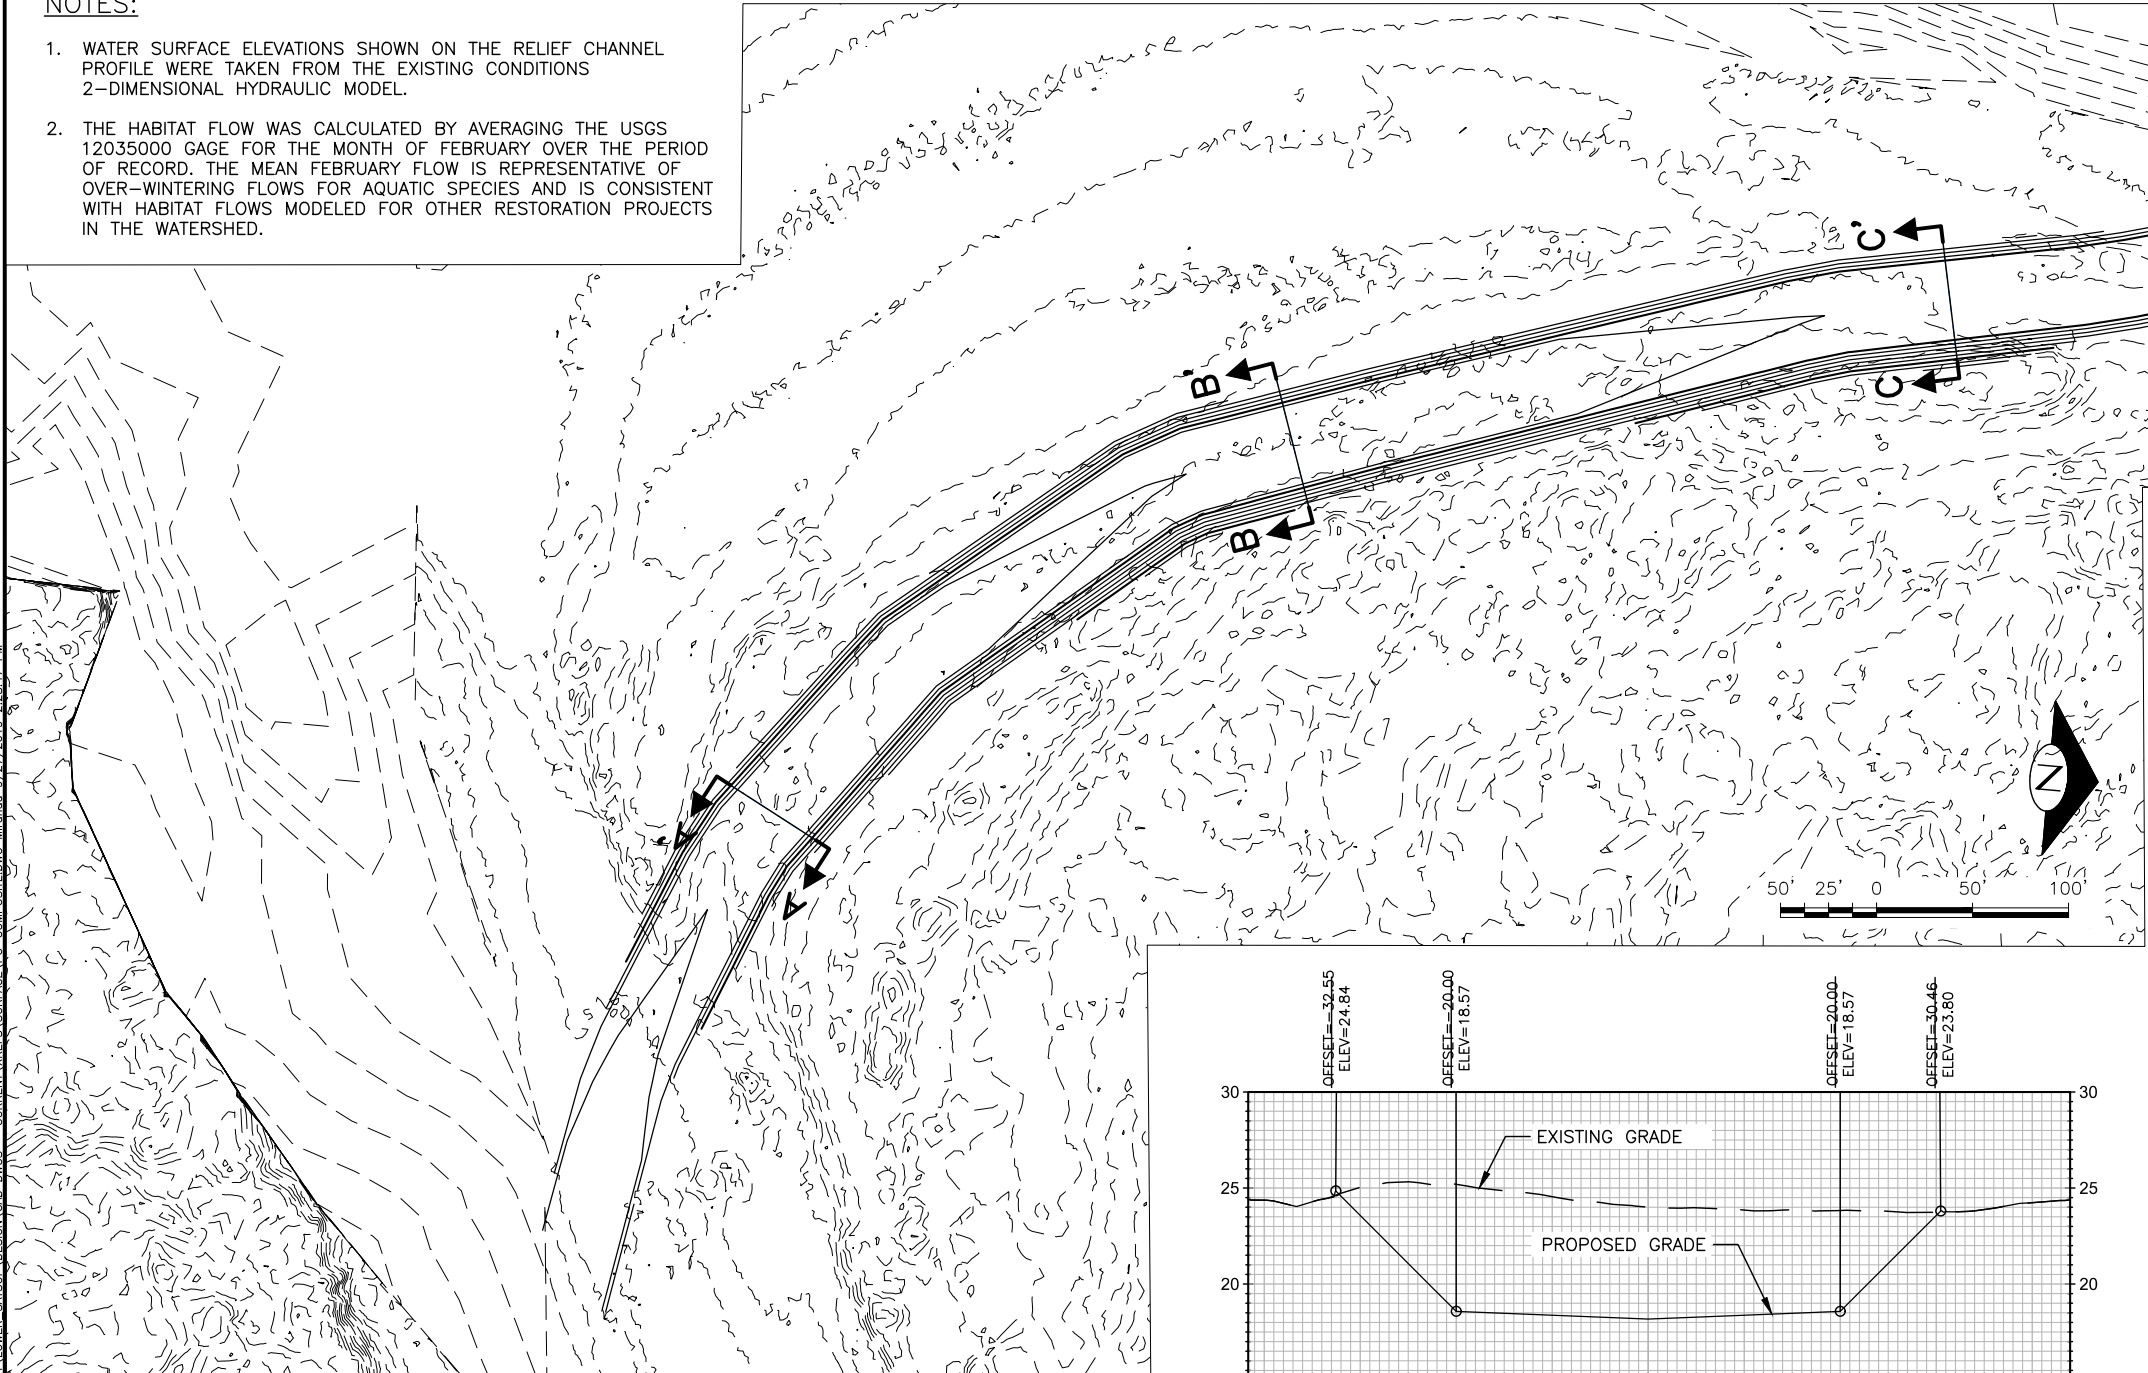 NOTES:
1. WATER SURFACE ELEVATIONS SHOWN ON THE RELIEF CHANNEL
PROFILE WERE TAKEN FROM THE EXISTING CONDITIONS
2-DIMENSIONAL HYDRAULIC MODEL.
2. THE HABITAT FLOW WAS CALCULATED BY AVERAGING THE USGS
12035000 GAGE FOR THE MONTH OF FEBRUARY OVER THE PERIOD
OF RECORD. THE MEAN FEBRUARY FLOW IS REPRESENTATIVE OF
OVER-WINTERING FLOWS FOR AQUATIC SPECIES AND IS CONSISTENT
WITH HABITAT FLOWS MODELED FOR OTHER RESTORATION PROJECTS
IN THE WATERSHED.
C'
C
B'
B
A'
A
N
50' 25' 0 50' 100'
OFFSET=-32.55
ELEV=24.84
OFFSET=-20.00
ELEV=18.57
OFFSET=20.00
ELEV=18.57
OFFSET=30.46
ELEV=23.80
30 30
EXISTING GRADE
25 25
PROPOSED GRADE
20 20